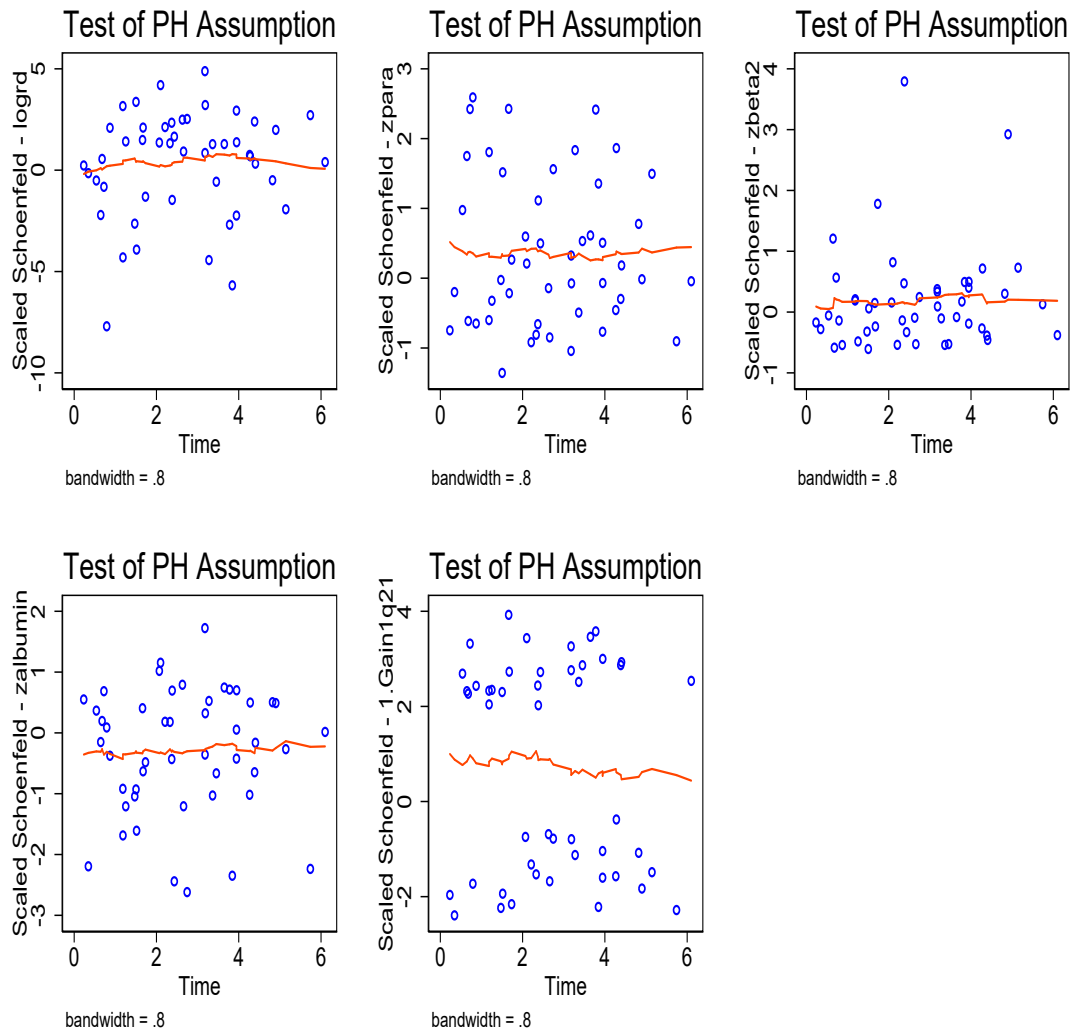 Test of PH Assumption
Scaled Schoenfeld - logrd
5
0
-5
-10
0 2 4 6
Time
bandwidth = .8
Test of PH Assumption
Scaled Schoenfeld - zpara
3
2
1
0
-1
0 2 4 6
Time
bandwidth = .8
Test of PH Assumption
Scaled Schoenfeld - zbeta2
4
3
2
1
0
-1
0 2 4 6
Time
bandwidth = .8
Test of PH Assumption
Scaled Schoenfeld - zalbumin
2
1
0
-1
-2
-3
0 2 4 6
Time
bandwidth = .8
Test of PH Assumption
Scaled Schoenfeld - 1.Gain1q21
4
2
0
-2
0 2 4 6
Time
bandwidth = .8